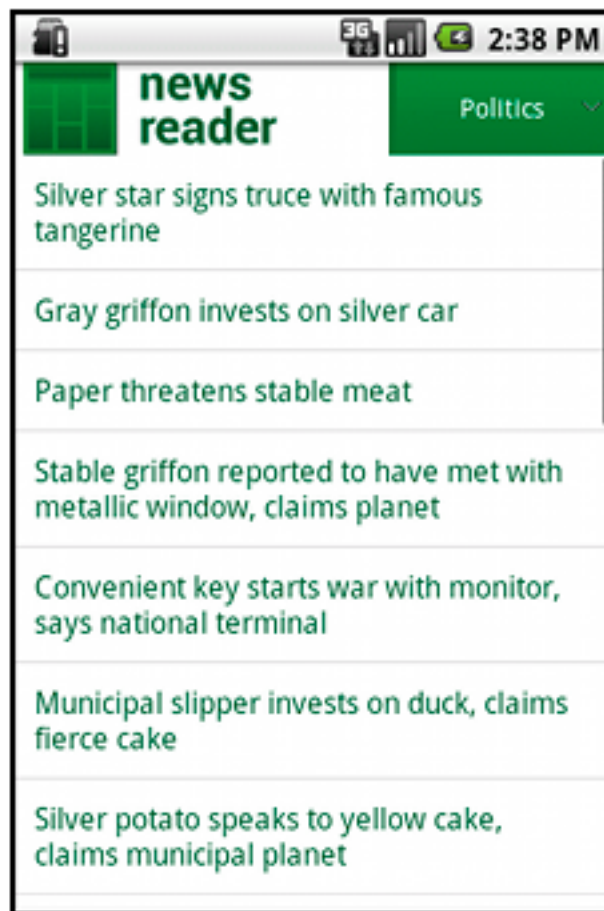 3G 2:38 PM
news
reader
Politics
Silver star signs truce with famous
tangerine
Gray griffon invests on silver car
Paper threatens stable meat
Stable griffon reported to have met with
metallic window, claims planet
Convenient key starts war with monitor,
says national terminal
Municipal slipper invests on duck, claims
fierce cake
Silver potato speaks to yellow cake,
claims municipal planet